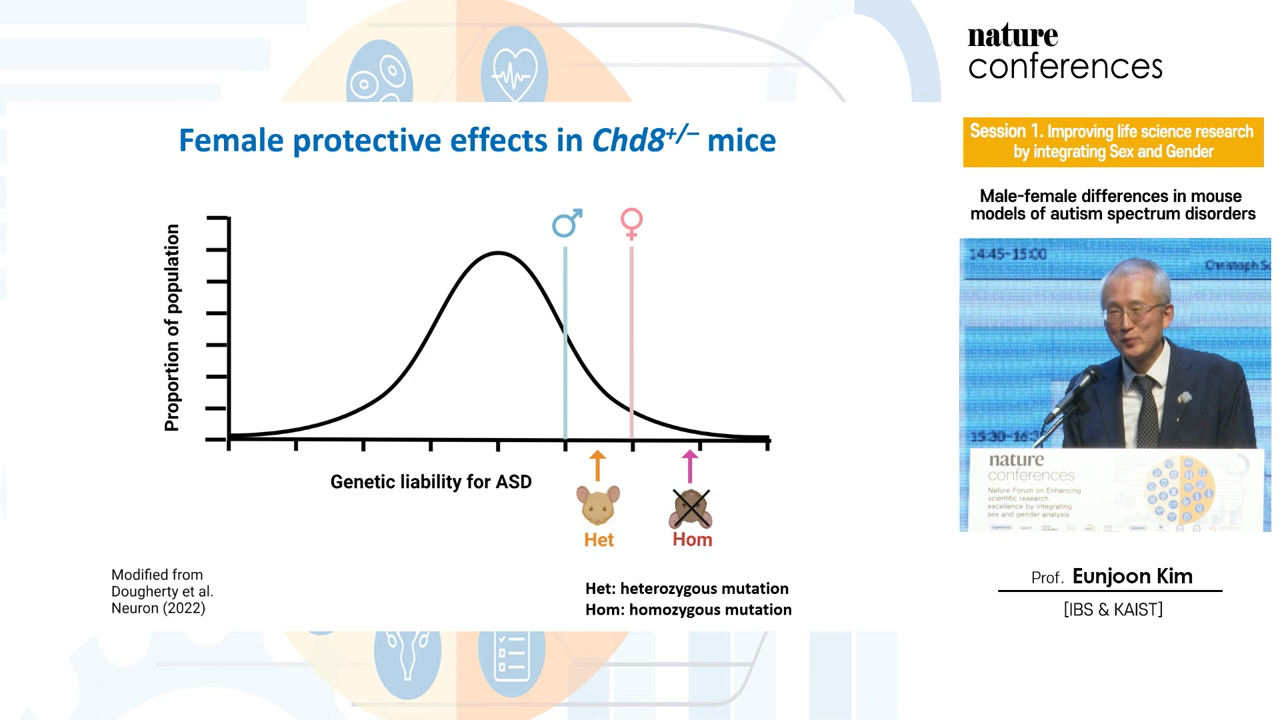 nature
conferences
Session 1. Improving life science research
by integrating Sex and Gender
Male-female differences in mouse
models of autism spectrum disorders
Female protective effects in Chd8+/− mice
Proportion of population
Genetic liability for ASD
Het
Hom
Het: heterozygous mutation
Hom: homozygous mutation
Modified from
Dougherty et al.
Neuron (2022)
14:45-15:00
Christoph
15:30-16:
nature
conferences
Nature Forum on Enhancing
scientific research
excellence by integrating
sex and gender analysis
Prof. Eunjoon Kim
[IBS & KAIST]